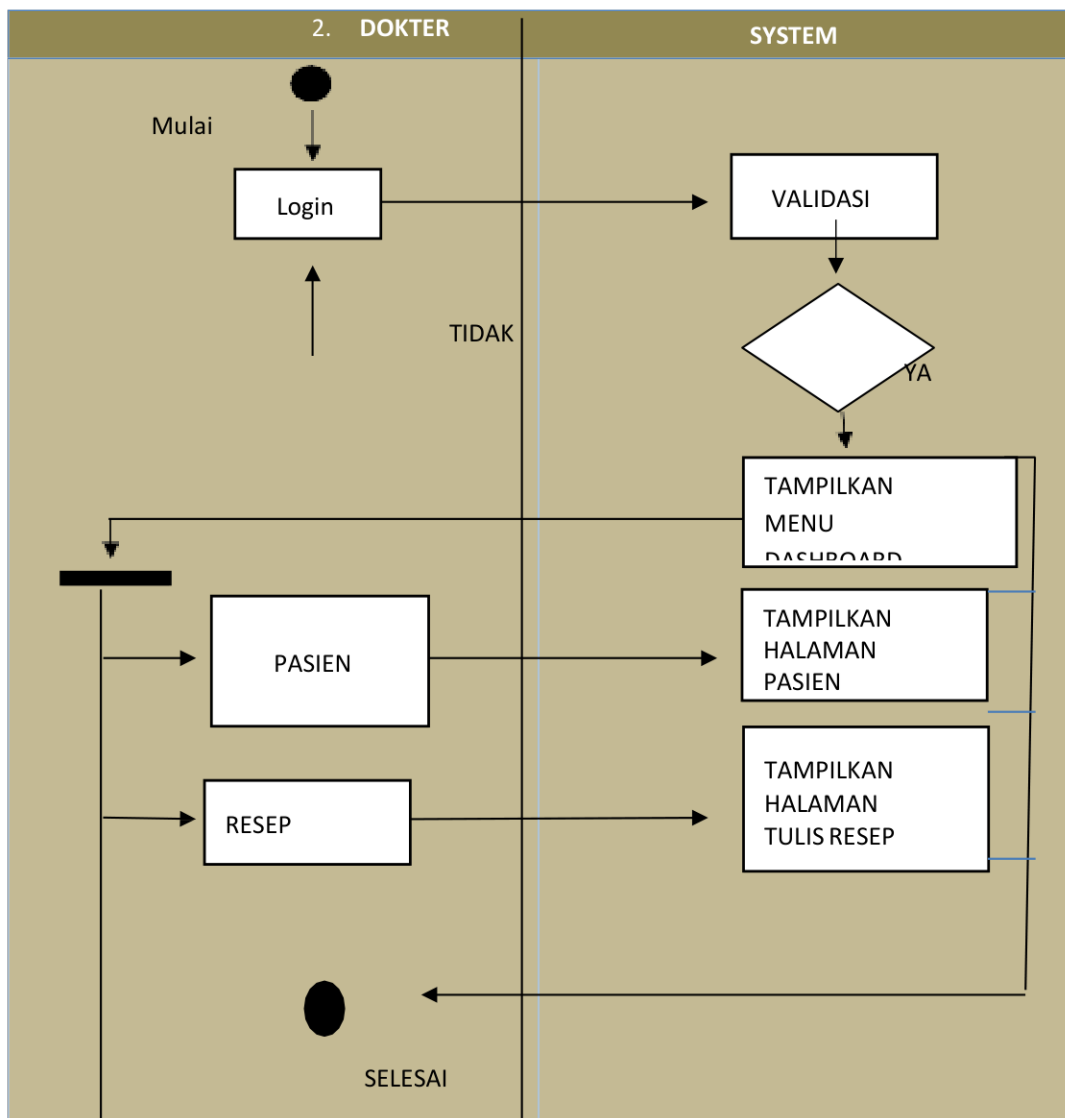 2. DOKTER
SYSTEM
Mulai
Login
VALIDASI
TIDAK
YA
TAMPILKAN
MENU
DASHBOARD
PASIEN
TAMPILKAN
HALAMAN
PASIEN
RESEP
TAMPILKAN
HALAMAN
TULIS RESEP
SELESAI